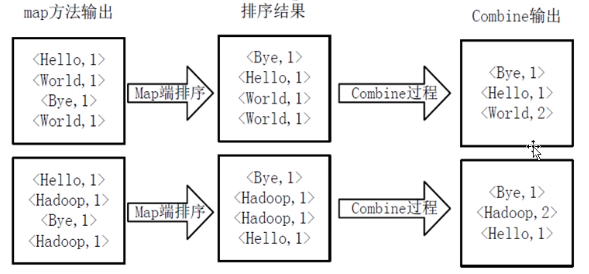 map方法输出
排序结果
Combine输出
<Hello,1>
<World,1>
<Bye,1>
<World,1>
Map端排序
<Bye,1>
<Hello,1>
<World,1>
<World,1>
Combine过程
<Bye,1>
<Hello,1>
<World,2>
<Hello,1>
<Hadoop,1>
<Bye,1>
<Hadoop,1>
Map端排序
<Bye,1>
<Hadoop,1>
<Hadoop,1>
<Hello,1>
Combine过程
<Bye,1>
<Hadoop,2>
<Hello,1>